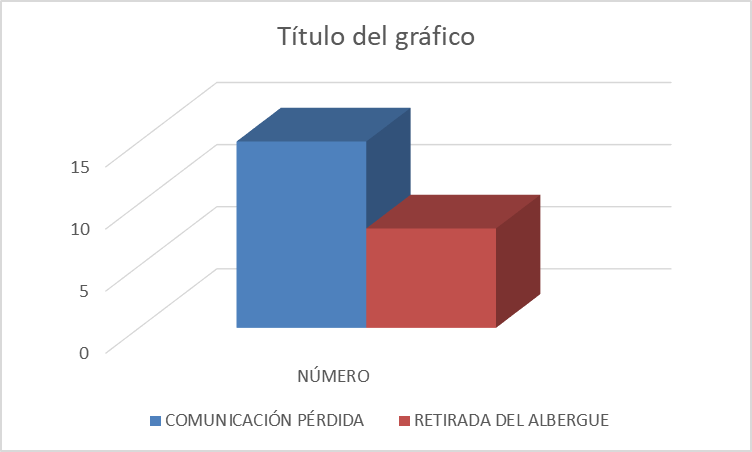 Título del gráfico
15
10
5
0
NÚMERO
COMUNICACIÓN PÉRDIDA
RETIRADA DEL ALBERGUE